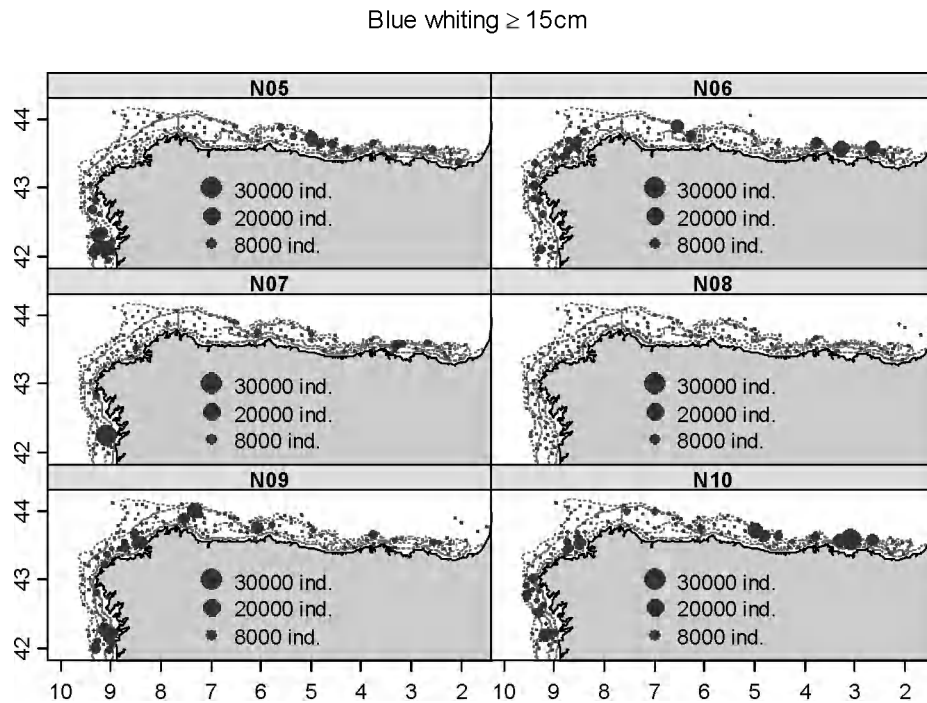 Blue whiting ≥ 15cm
N05 N06
44
43
42
30000 ind. 30000 ind.
20000 ind. 20000 ind.
8000 ind. 8000 ind.
N07 N08
44
43
42
30000 ind. 30000 ind.
20000 ind. 20000 ind.
8000 ind. 8000 ind.
N09 N10
44
43
42
30000 ind. 30000 ind.
20000 ind. 20000 ind.
8000 ind. 8000 ind.
10 9 8 7 6 5 4 3 2 10 9 8 7 6 5 4 3 2